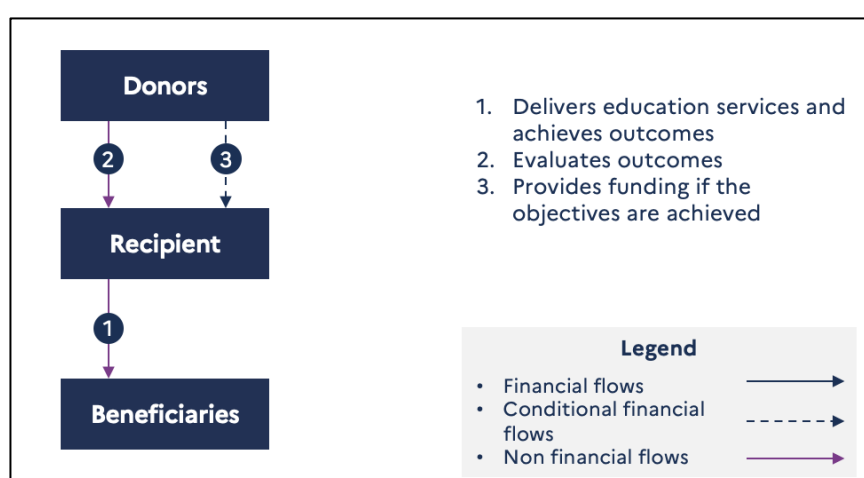 Donors
2
3
Recipient
1
Beneficiaries
1. Delivers education services and
achieves outcomes
2. Evaluates outcomes
3. Provides funding if the
objectives are achieved
Legend
• Financial flows
• Conditional financial
flows
• Non financial flows